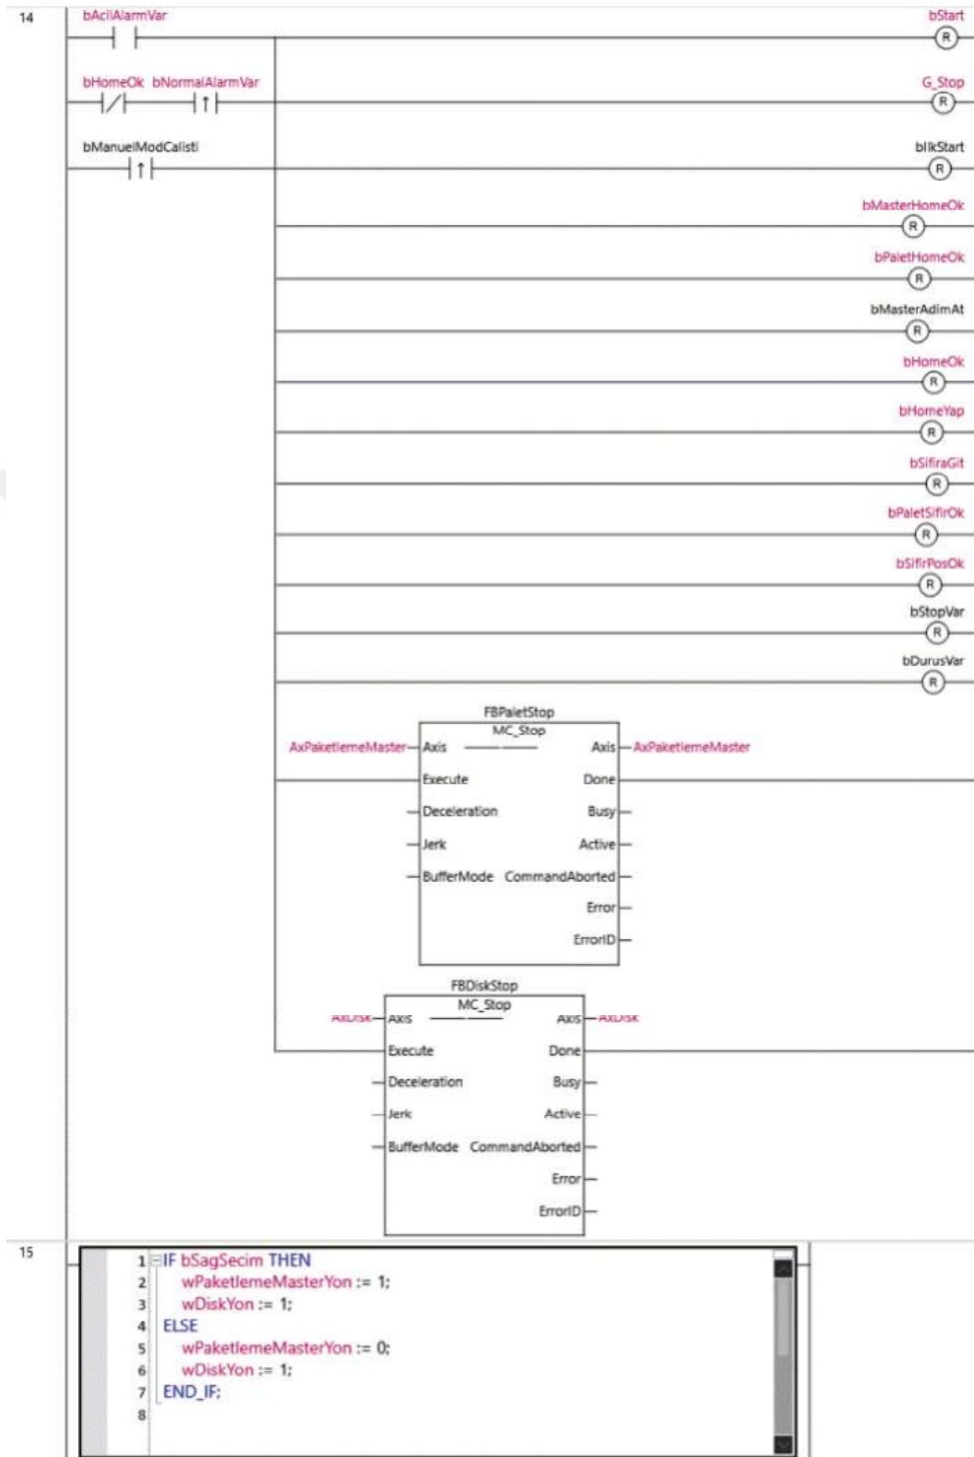 14
bAcilAlarmVar
bStart
R
bHomeOk bNormalAlarmVar
G_Stop
R
bManuelModCalisti
bIlkStart
R
bMasterHomeOk
R
bPaletHomeOk
R
bMasterAdimAt
R
bHomeOk
R
bHomeYap
R
bSifiraGit
R
bPaletSifirOk
R
bSifirPosOk
R
bStopVar
R
bDurusVar
R
FBPaletStop
MC_Stop
AxPaketlemeMaster Axis Axis AxPaketlemeMaster
Execute Done
Deceleration Busy
Jerk Active
BufferMode CommandAborted
Error
ErrorID
FBDiskStop
MC_Stop
AxDisk Axis Axis AxDisk
Execute Done
Deceleration Busy
Jerk Active
BufferMode CommandAborted
Error
ErrorID
15
1 IF bSagSecim THEN
2 wPaketlemeMasterYon := 1;
3 wDiskYon := 1;
4 ELSE
5 wPaketlemeMasterYon := 0;
6 wDiskYon := 1;
7 END_IF;
8